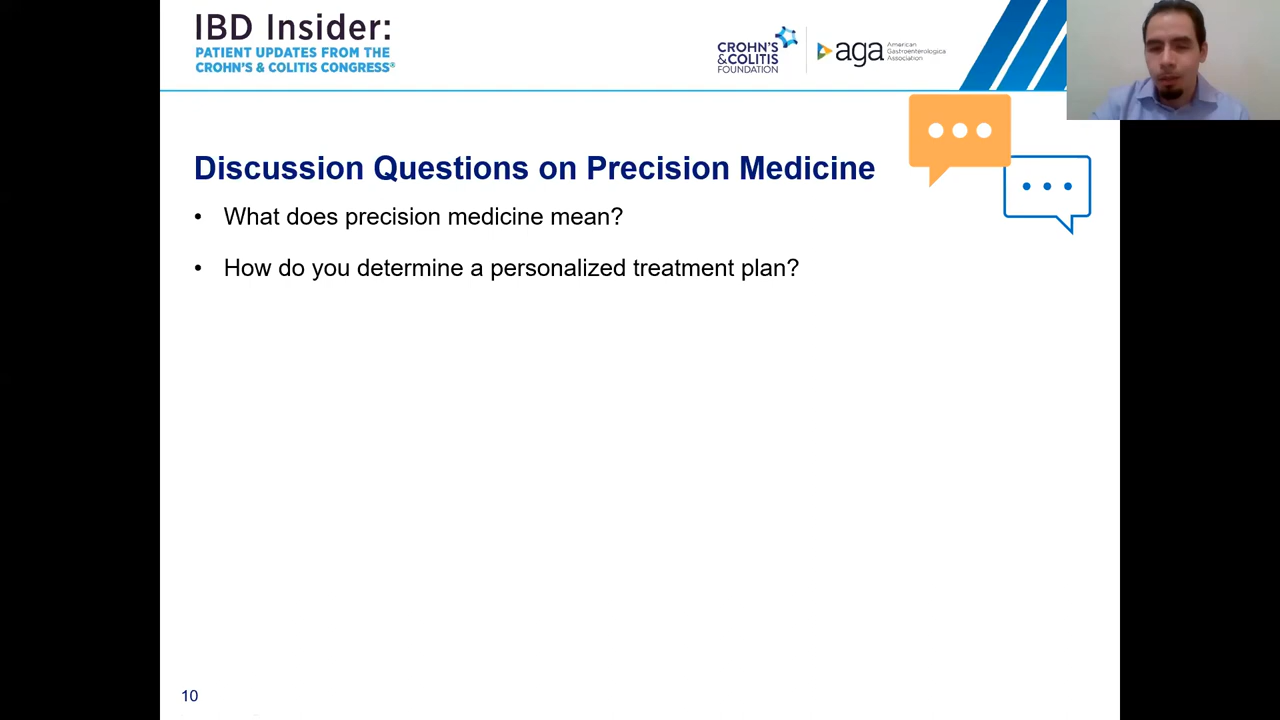 IBD Insider:
PATIENT UPDATES FROM THE
CROHN'S & COLITIS CONGRESS®
CROHN'S
&COLITIS
FOUNDATION
aga
American
Gastroenterological
Association
Discussion Questions on Precision Medicine
• What does precision medicine mean?
• How do you determine a personalized treatment plan?
10